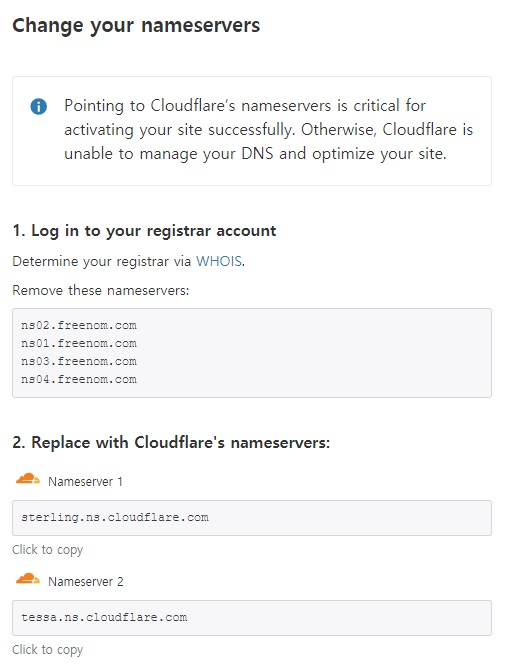 Change your nameservers
Pointing to Cloudflare's nameservers is critical for
activating your site successfully. Otherwise, Cloudflare is
unable to manage your DNS and optimize your site.
1. Log in to your registrar account
Determine your registrar via WHOIS.
Remove these nameservers:
ns02.freenom.com
ns01.freenom.com
ns03.freenom.com
ns04.freenom.com
2. Replace with Cloudflare's nameservers:
Nameserver 1
sterling.ns.cloudflare.com
Click to copy
Nameserver 2
tessa.ns.cloudflare.com
Click to copy